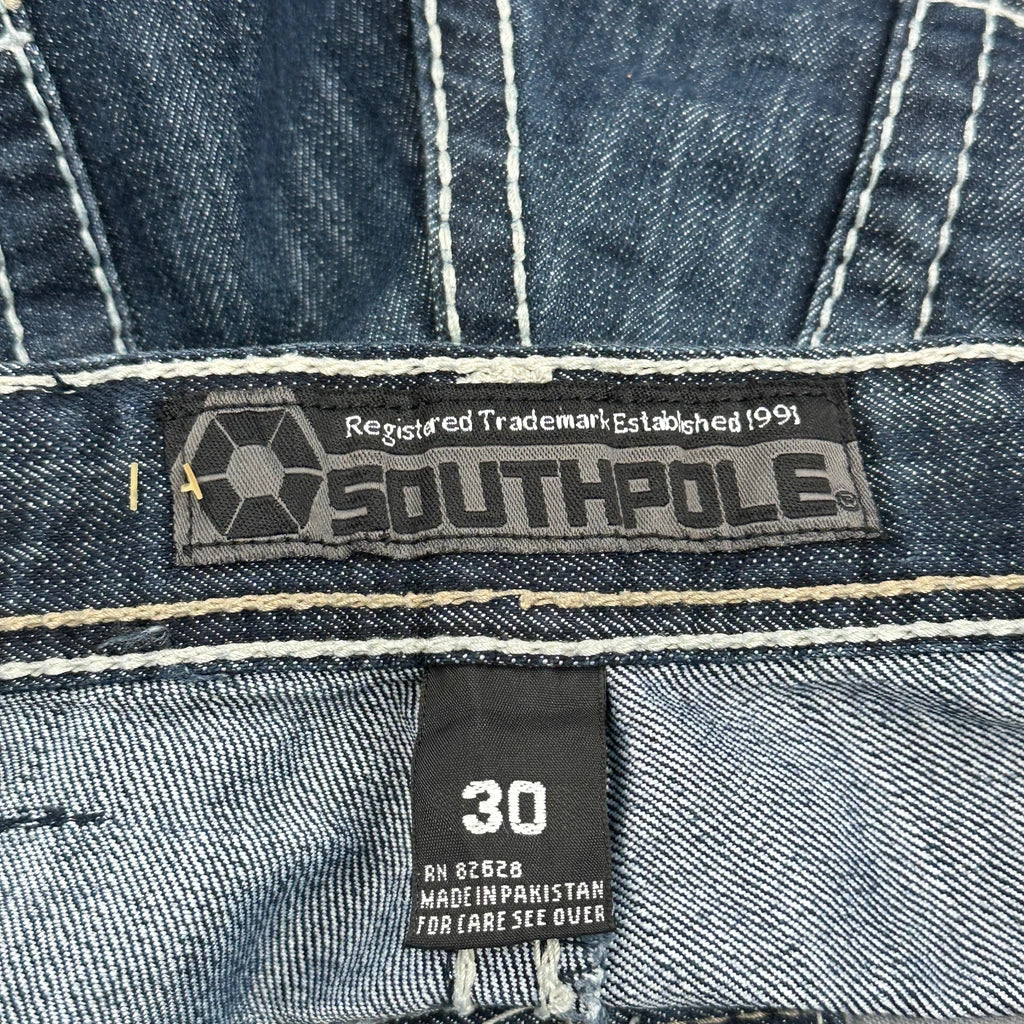 Registered Trademark Established 1991
SOUTHPOLE®
30
RN 82628
MADE IN PAKISTAN
FOR CARE SEE OVER